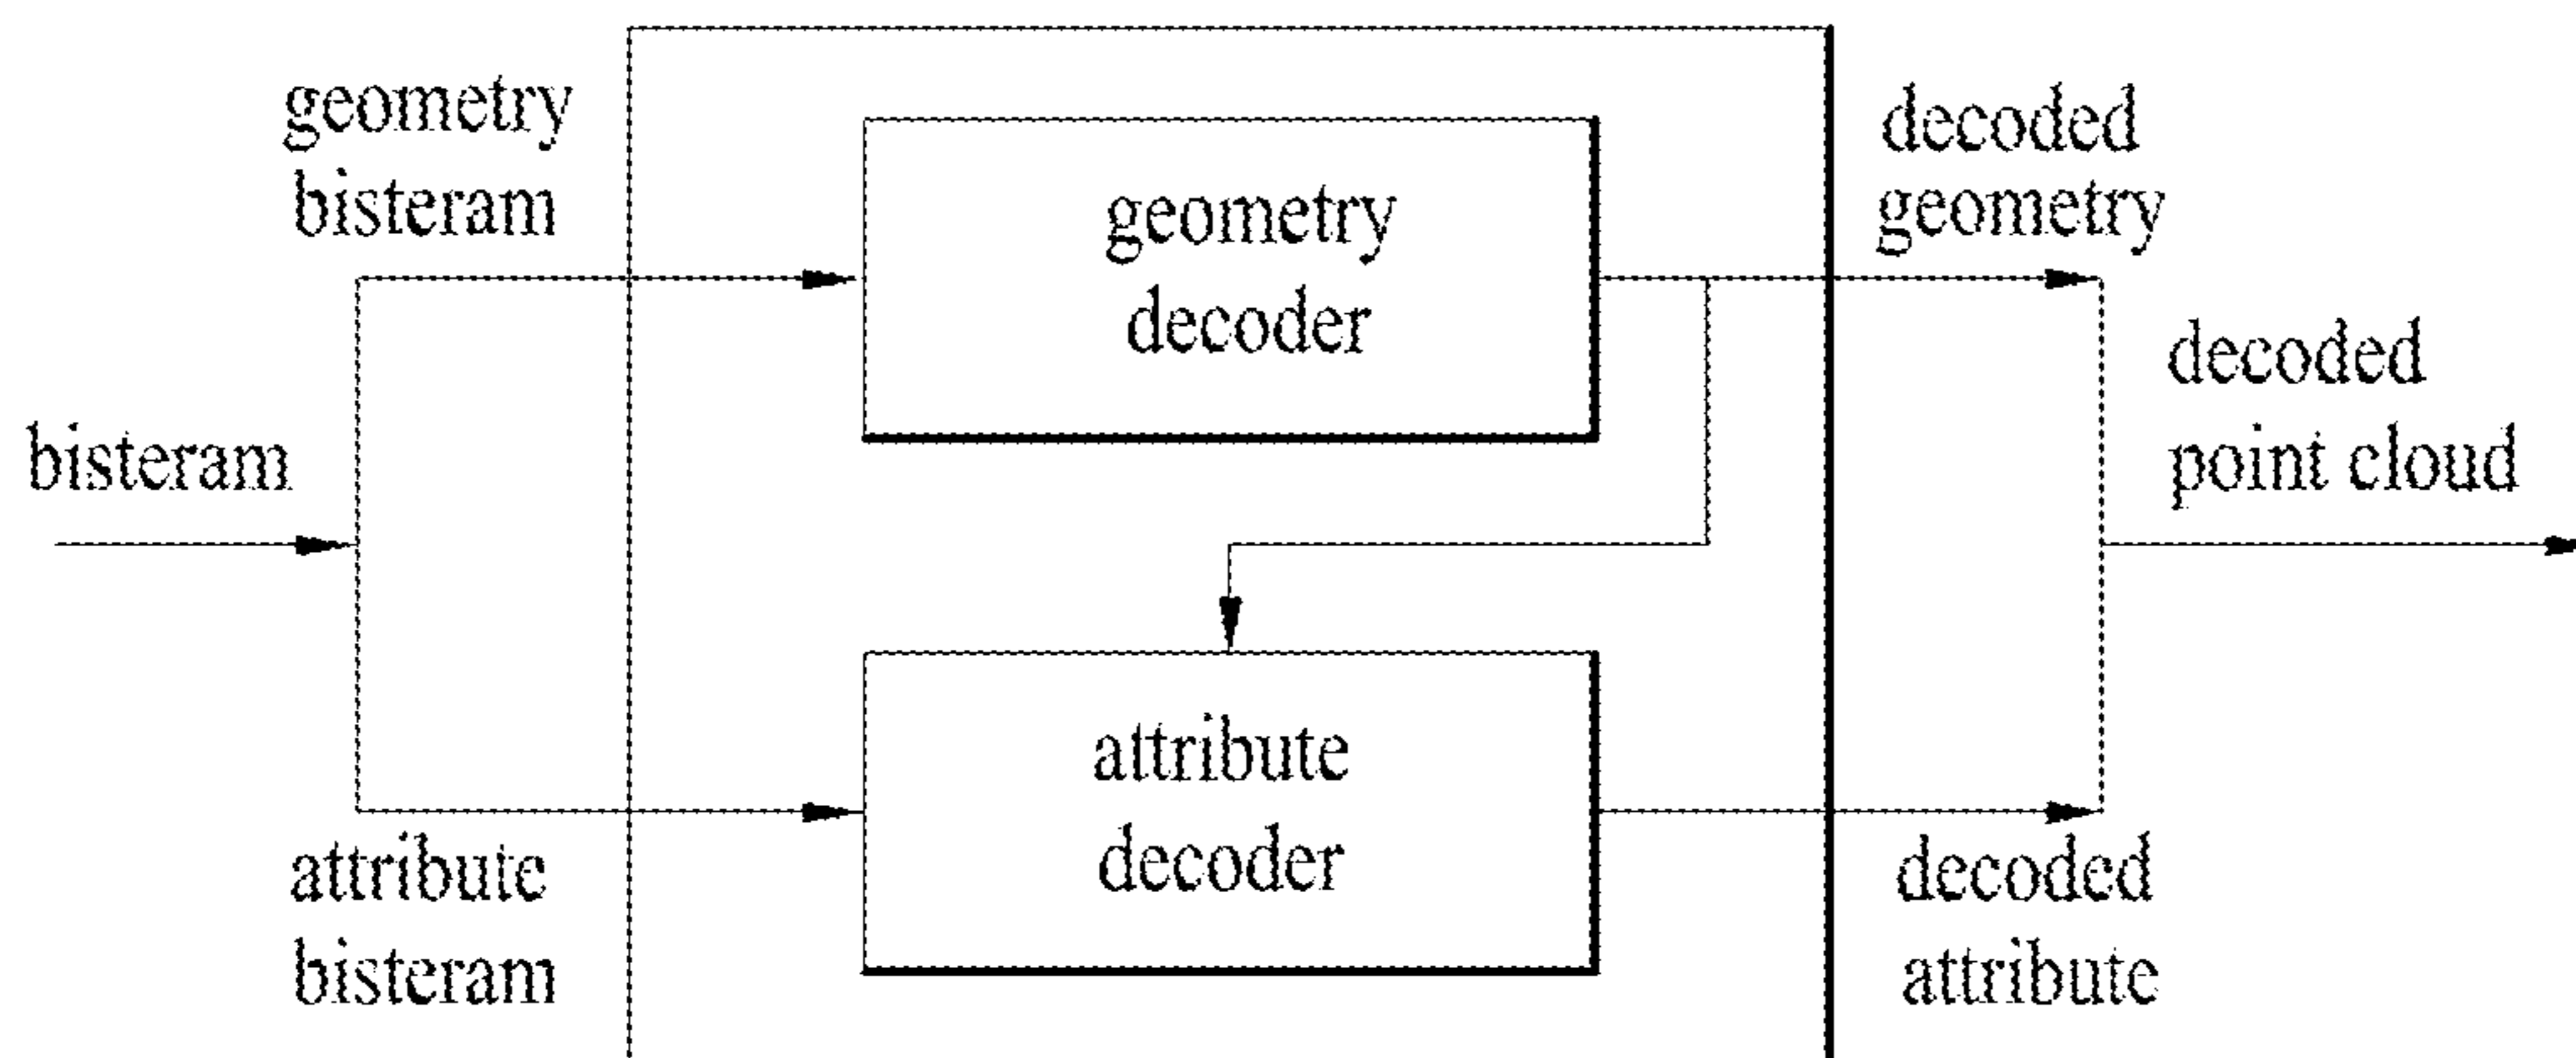 bisteram
geometry
bisteram
geometry
decoder
decoded
geometry
decoded
point cloud
attribute
decoder
attribute
bisteram
decoded
attribute